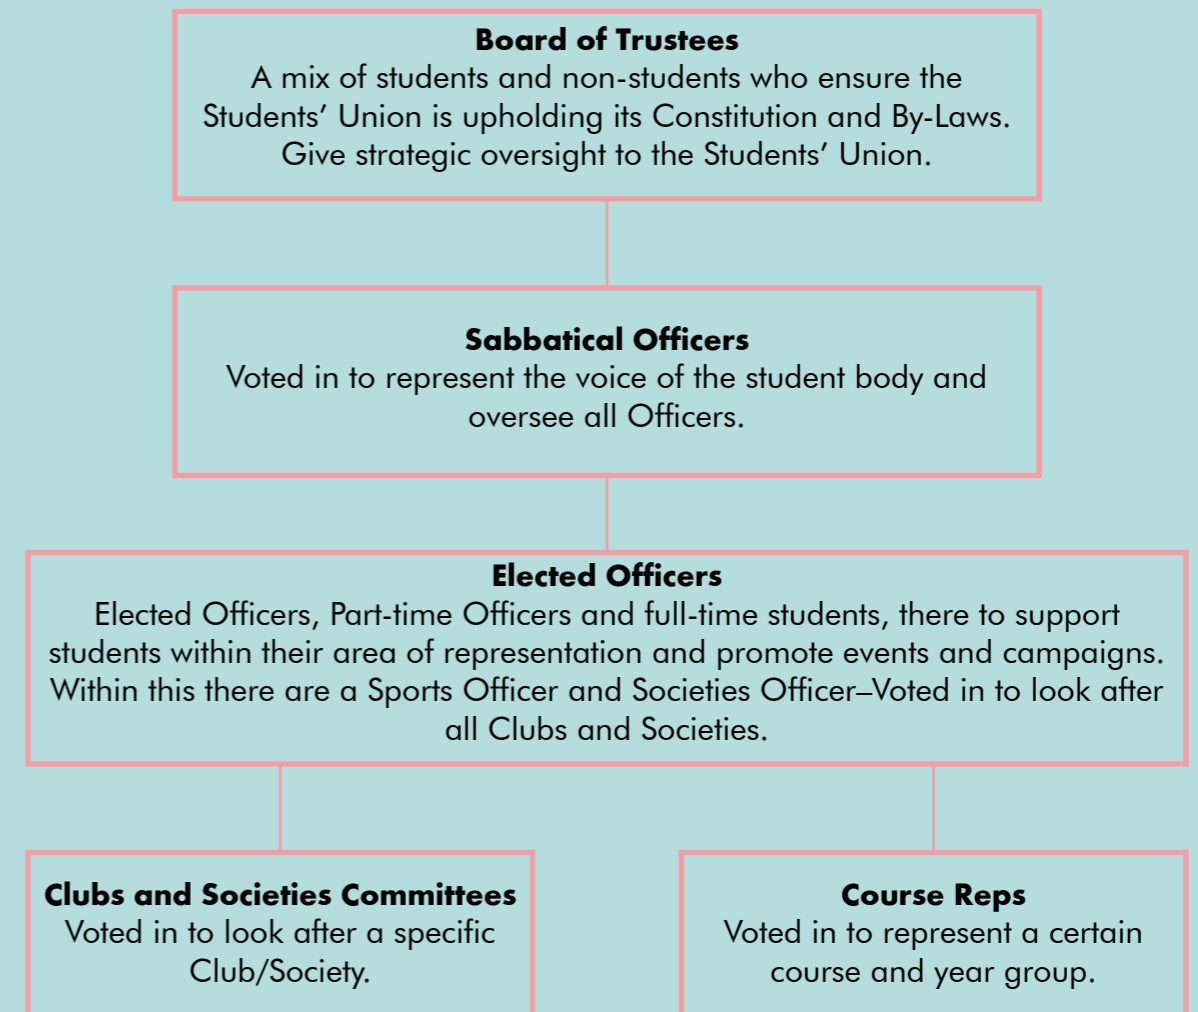 Board of Trustees
A mix of students and non-students who ensure the
Students’ Union is upholding its Constitution and By-Laws.
Give strategic oversight to the Students’ Union.
Sabbatical Officers
Voted in to represent the voice of the student body and
oversee all Officers.
Elected Officers
Elected Officers, Part-time Officers and full-time students, there to support
students within their area of representation and promote events and campaigns.
Within this there are a Sports Officer and Societies Officer–Voted in to look after
all Clubs and Societies.
Clubs and Societies Committees
Voted in to look after a specific
Club/Society.
Course Reps
Voted in to represent a certain
course and year group.